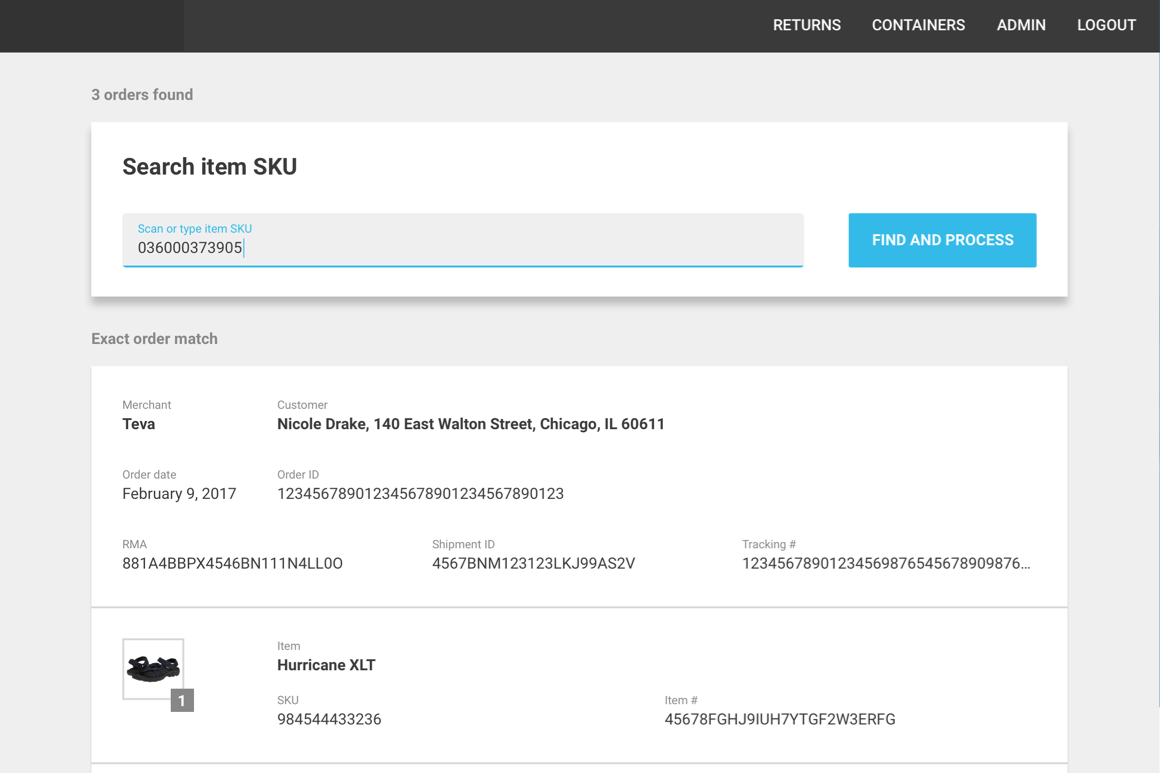 RETURNS CONTAINERS ADMIN LOGOUT
3 orders found
Search item SKU
Scan or type item SKU
036000373905
FIND AND PROCESS
Exact order match
Merchant Customer
Teva Nicole Drake, 140 East Walton Street, Chicago, IL 60611
Order date Order ID
February 9, 2017 123456789012345678901234567890123
RMA Shipment ID Tracking #
881A4BBPX4546BN111N4LL0O 4567BNM123123LKJ99AS2V 12345678901234569876545678909876...
Item
Hurricane XLT
1
SKU Item #
984544433236 45678FGHJ9IUH7YTGF2W3ERFG